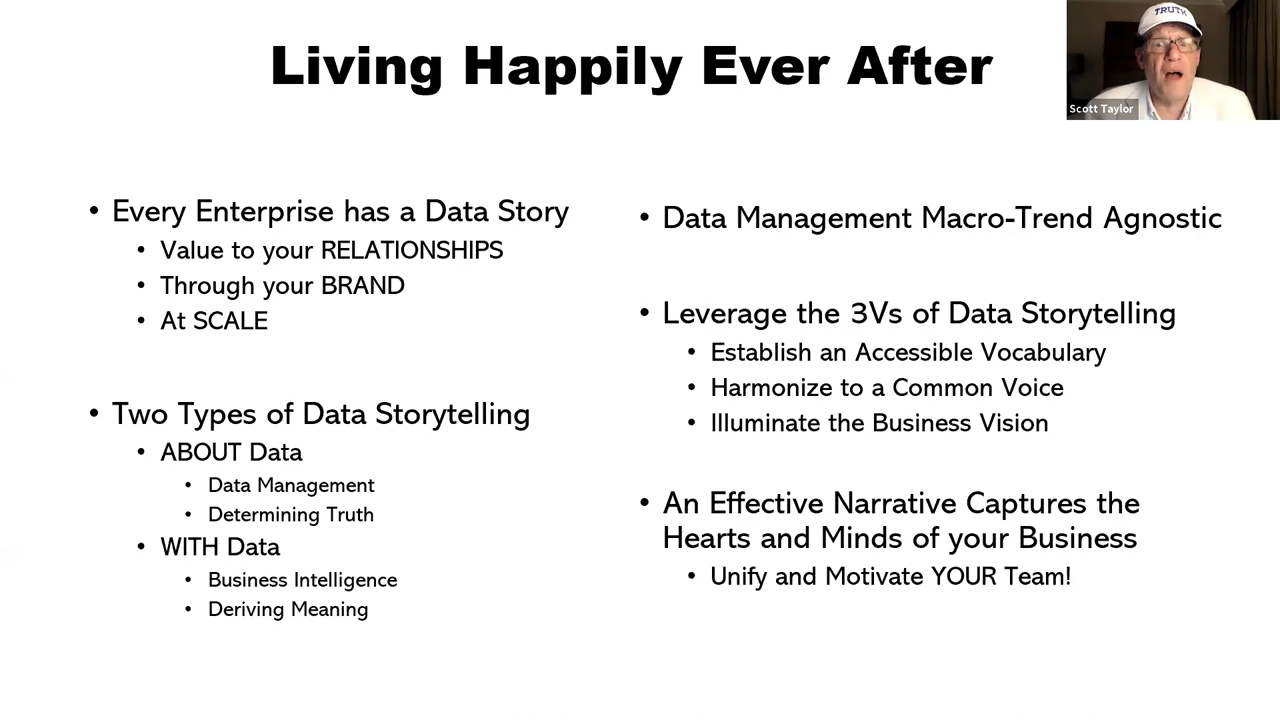 Living Happily Ever After
TRUTH
Scott Taylor
• Every Enterprise has a Data Story
• Value to your RELATIONSHIPS
• Through your BRAND
• At SCALE
• Two Types of Data Storytelling
• ABOUT Data
• Data Management
• Determining Truth
• WITH Data
• Business Intelligence
• Deriving Meaning
• Data Management Macro-Trend Agnostic
• Leverage the 3Vs of Data Storytelling
• Establish an Accessible Vocabulary
• Harmonize to a Common Voice
• Illuminate the Business Vision
• An Effective Narrative Captures the
Hearts and Minds of your Business
• Unify and Motivate YOUR Team!